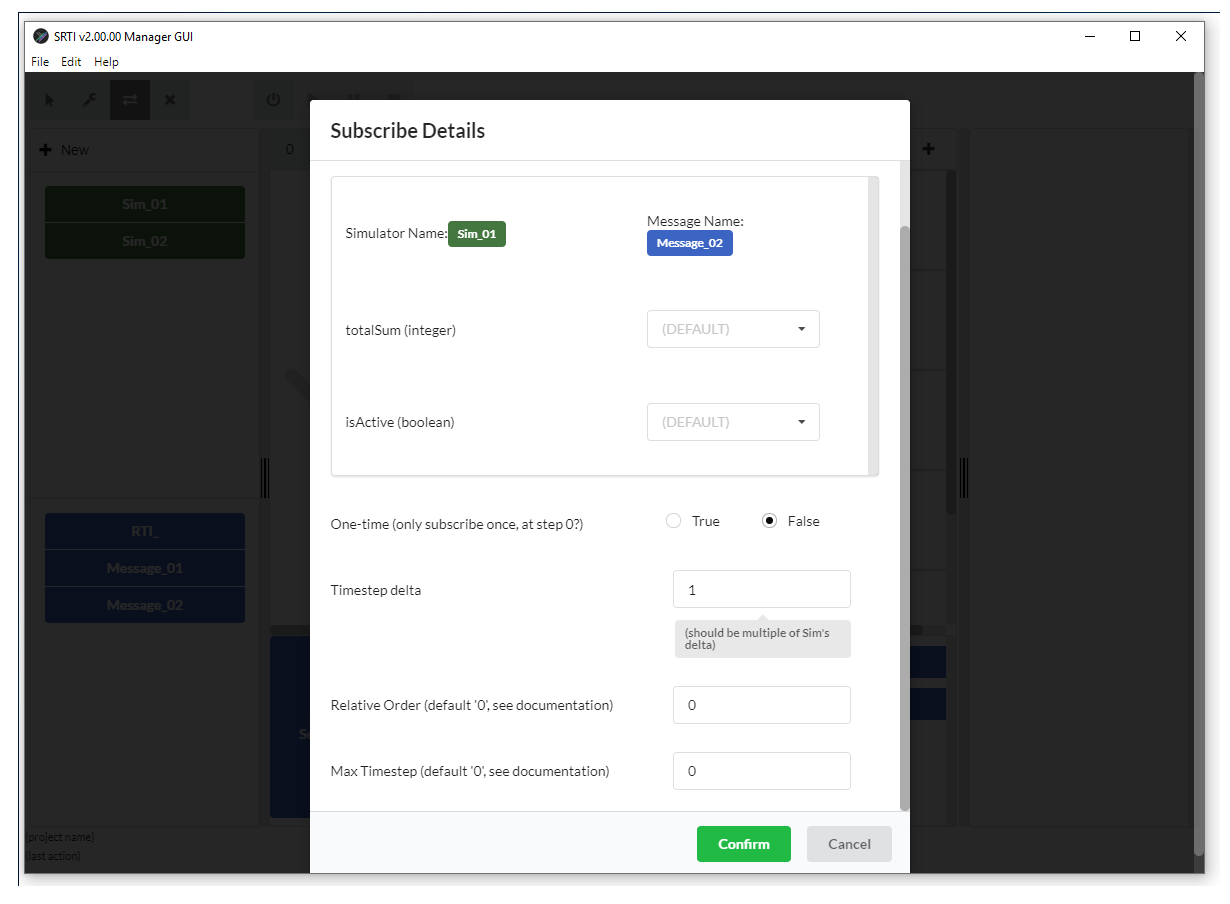 SRTI v2.00.00 Manager GUI
File Edit Help
New
0
Sim_01
Sim_02
RTI_
Message_01
Message_02
(project name)
(last action)
Subscribe Details
Simulator Name: Sim_01
Message Name:
Message_02
totalSum (integer)
(DEFAULT)
isActive (boolean)
(DEFAULT)
One-time (only subscribe once, at step 0?)
True
False
Timestep delta
1
(should be multiple of Sim's
delta)
Relative Order (default '0', see documentation)
0
Max Timestep (default '0', see documentation)
0
Confirm
Cancel